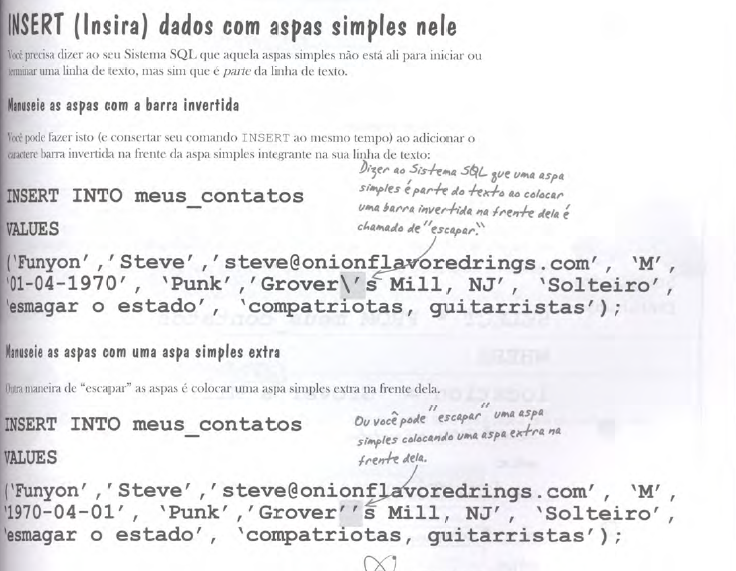 INSERT (Insira) dados com aspas simples nele
Você precisa dizer ao seu Sistema SQL que aquela aspas simples não está ali para iniciar ou
terminar uma linha de texto, mas sim que é parte da linha de texto.
Manuseie as aspas com a barra invertida
Você pode fazer isto (e consertar seu comando INSERT ao mesmo tempo) ao adicionar o
caractere barra invertida na frente da aspa simples integrante na sua linha de texto:
Dizer ao Sistema SQL que uma aspa
simples é parte do texto ao colocar
uma barra invertida na frente dela é
chamado de "escapar".
INSERT INTO meus_contatos
VALUES
('Funyon','Steve','steve@onionflavoredrings.com', 'M',
'01-04-1970', 'Punk','Grover\'s Mill, NJ', 'Solteiro',
'esmagar o estado', 'compatriotas, guitarristas');
Manuseie as aspas com uma aspa simples extra
Outra maneira de "escapar" as aspas é colocar uma aspa simples extra na frente dela.
Ou você pode "escapar" uma aspa
simples colocando uma aspa extra na
frente dela.
INSERT INTO meus_contatos
VALUES
('Funyon','Steve','steve@onionflavoredrings.com', 'M',
'1970-04-01', 'Punk','Grover''s Mill, NJ', 'Solteiro',
'esmagar o estado', 'compatriotas, guitarristas');